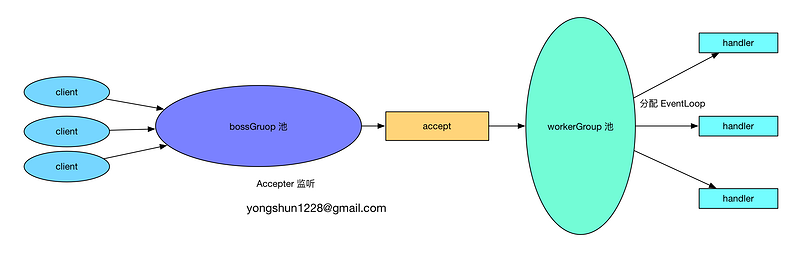 client
client
client
bossGruop 池
Accepter 监听
yongshun1228@gmail.com
accept
workerGroup 池
分配 EventLoop
handler
handler
handler